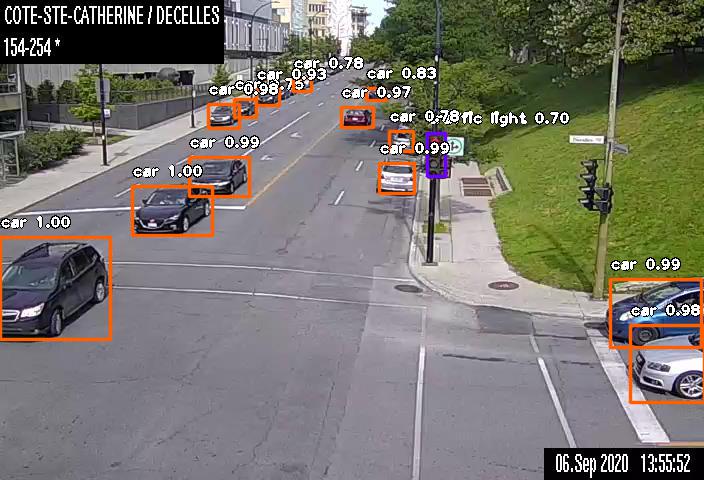 COTE-STE-CATHERINE / DECELLES
154-254 *
car 0.78
car 0.93
car 0.83
car 0.98
car 0.97
car 0.78
fic light 0.70
car 0.99
car 0.99
car 1.00
car 1.00
car 0.99
car 0.98
06.Sep 2020 13:55:52